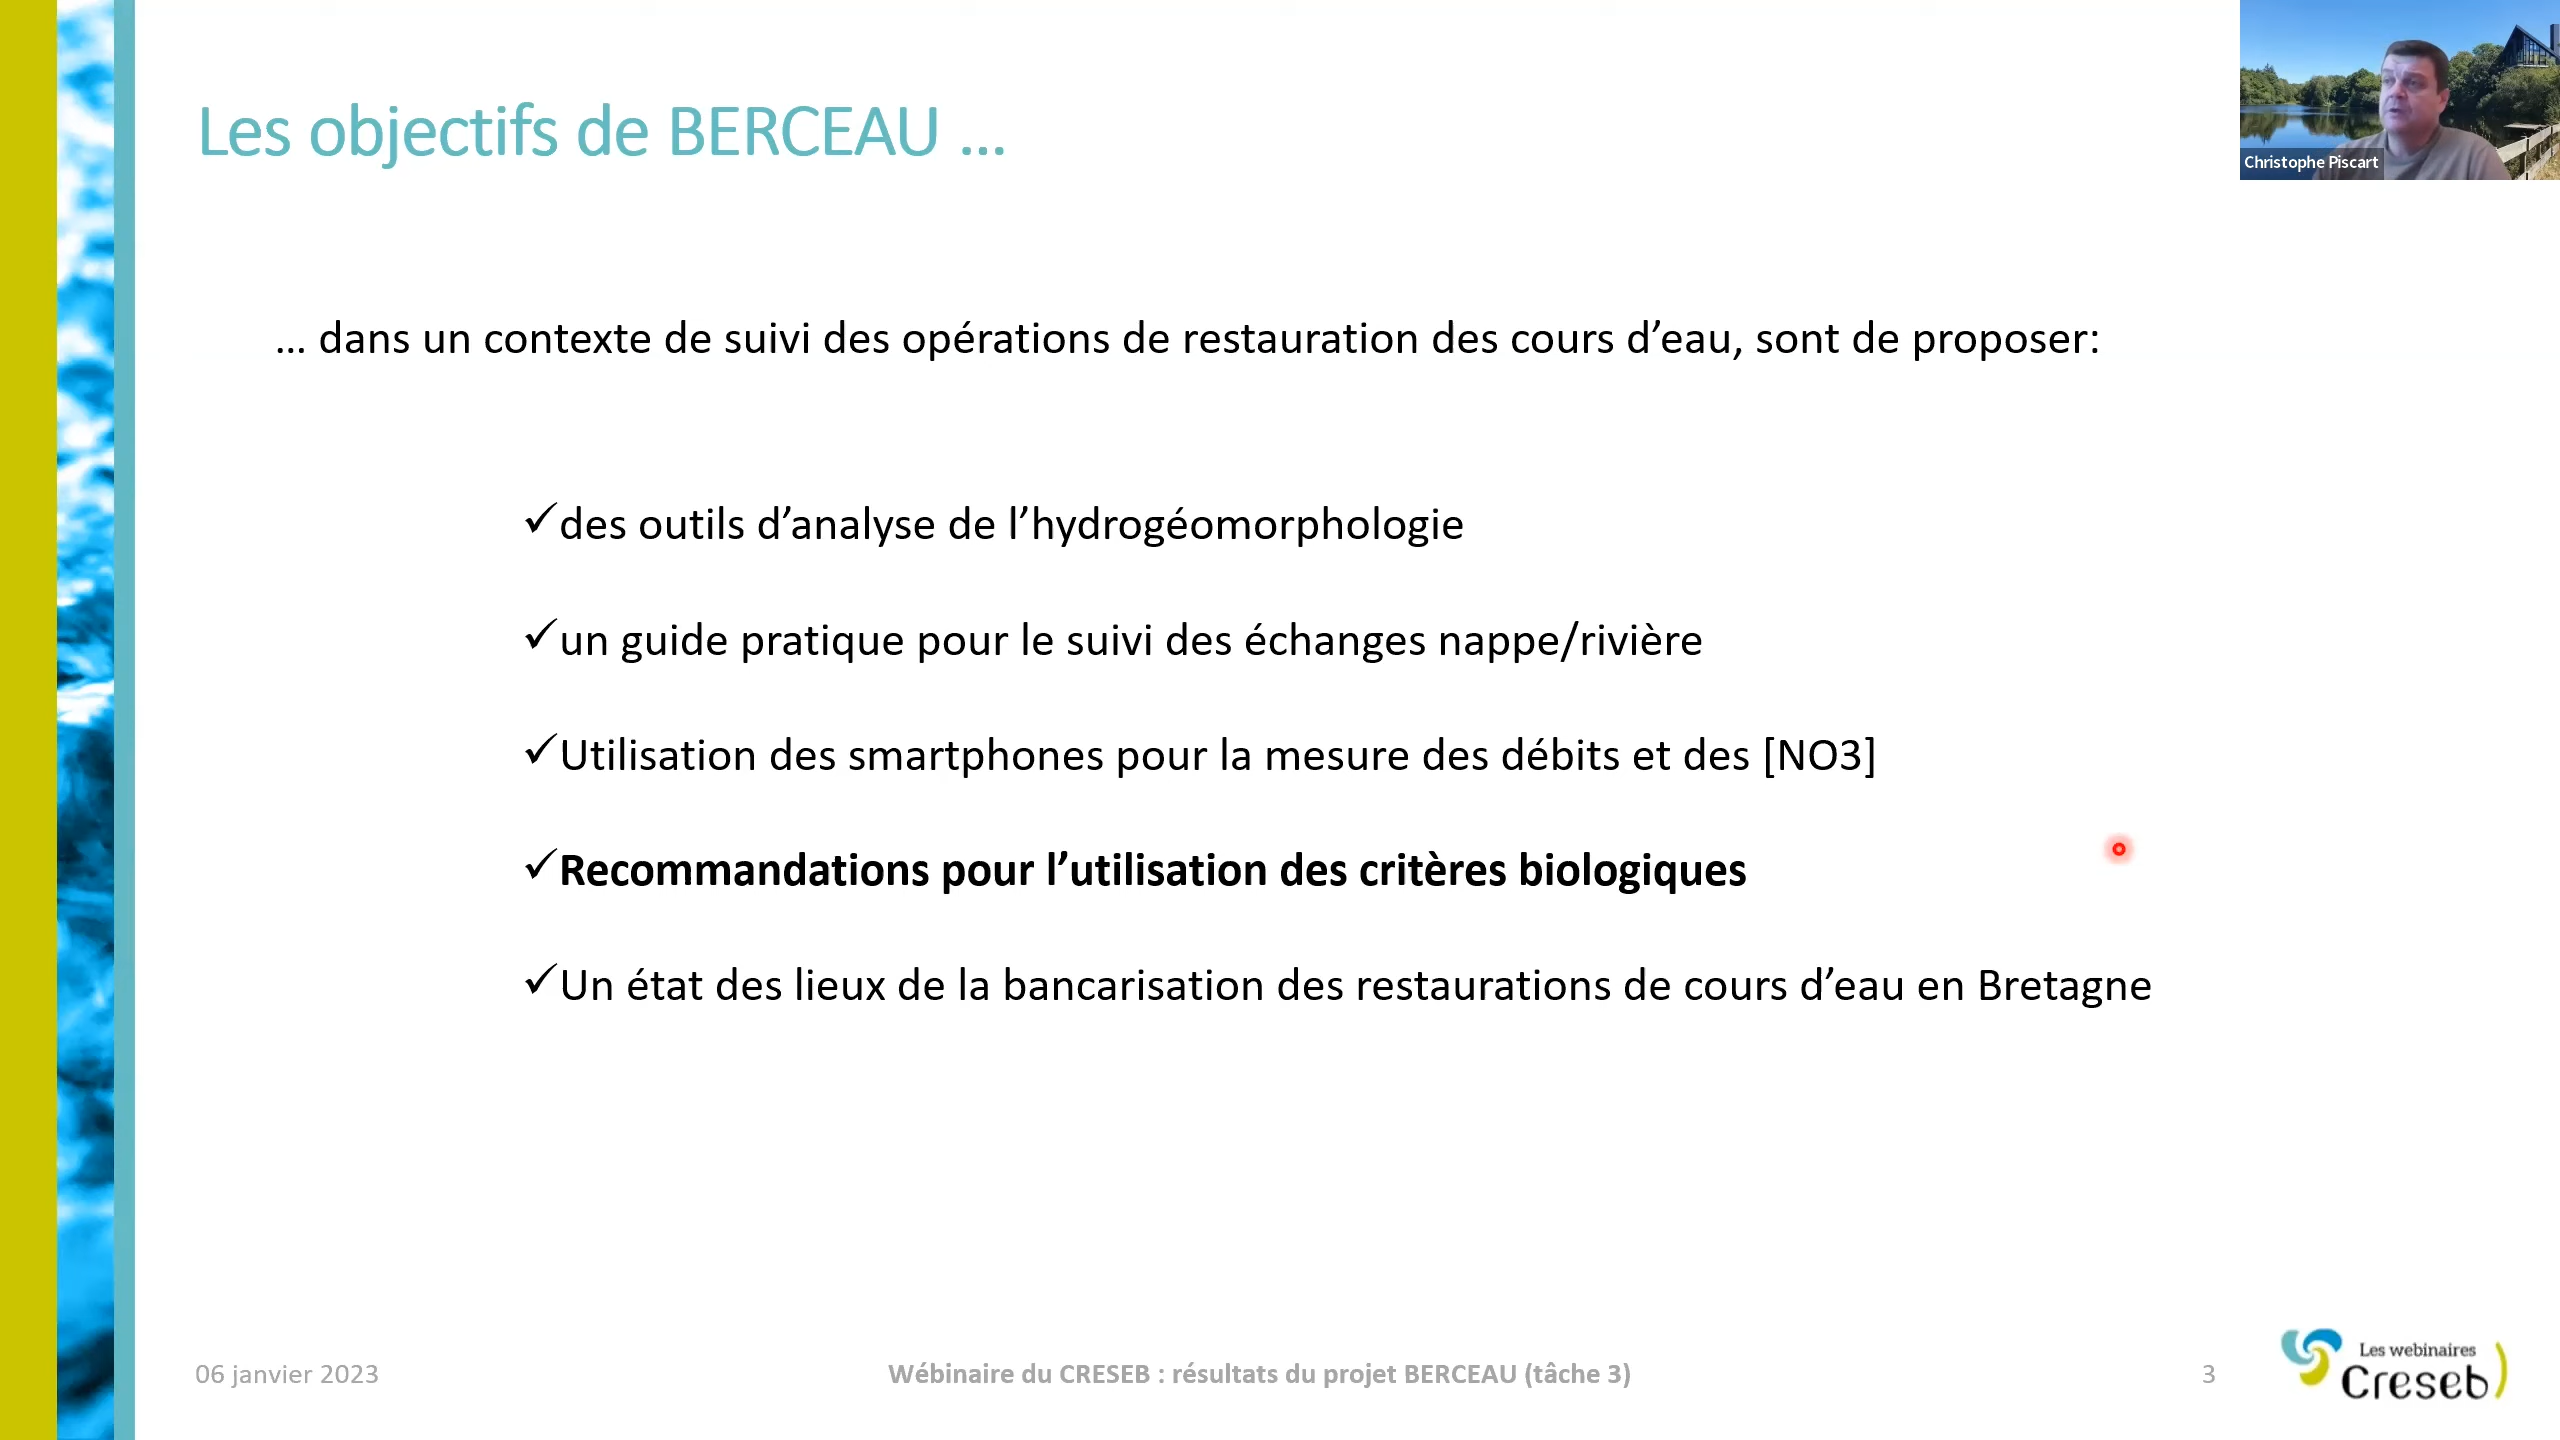 Les objectifs de BERCEAU ...
Christophe Piscart
... dans un contexte de suivi des opérations de restauration des cours d’eau, sont de proposer:
✓des outils d’analyse de l’hydrogéomorphologie
✓un guide pratique pour le suivi des échanges nappe/rivière
✓Utilisation des smartphones pour la mesure des débits et des [NO3]
✓Recommandations pour l’utilisation des critères biologiques
✓Un état des lieux de la bancarisation des restaurations de cours d’eau en Bretagne
06 janvier 2023
Wébinaire du CRESEB : résultats du projet BERCEAU (tâche 3)
3
Les webinaires
Creseb